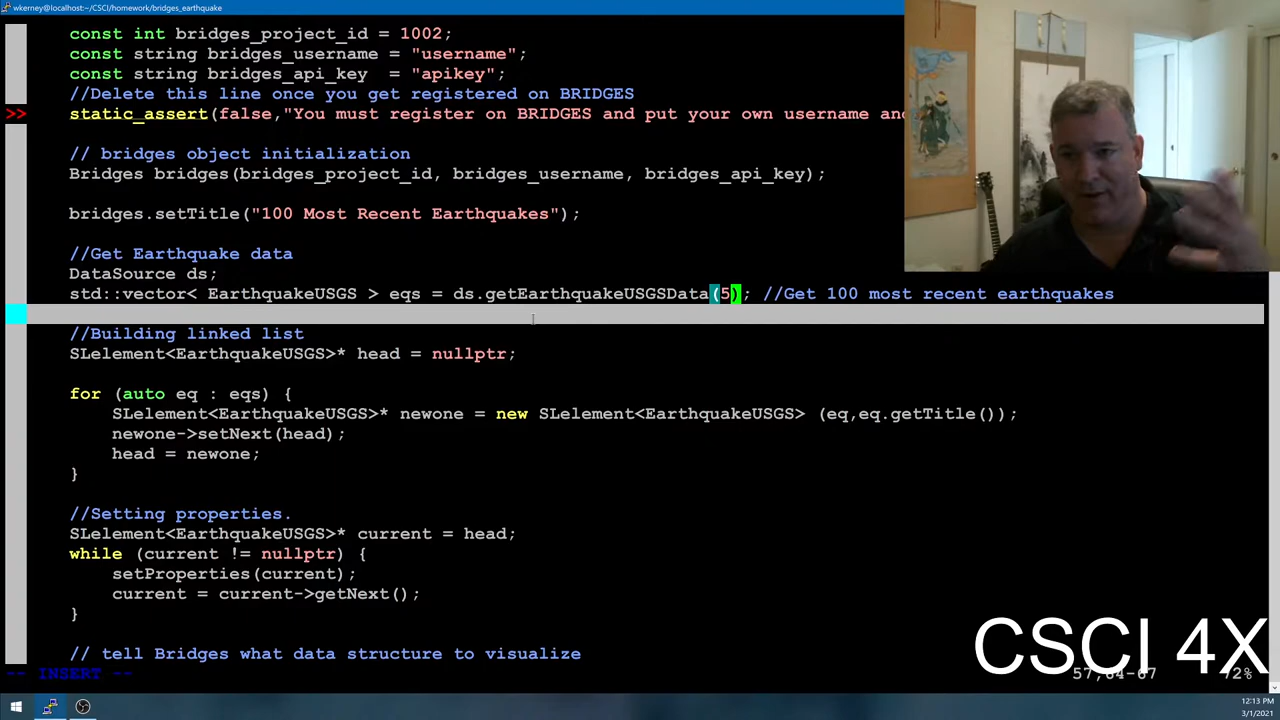 wkerney@localhost:~/CSCI/homework/bridges_earthquake
const int bridges_project_id = 1002;
const string bridges_username = "username";
const string bridges_api_key  = "apikey";
//Delete this line once you get registered on BRIDGES
>> static_assert(false,"You must register on BRIDGES and put your own username and
// bridges object initialization
Bridges bridges(bridges_project_id, bridges_username, bridges_api_key);
bridges.setTitle("100 Most Recent Earthquakes");
//Get Earthquake data
DataSource ds;
std::vector< EarthquakeUSGS > eqs = ds.getEarthquakeUSGSData(5); //Get 100 most recent earthquakes
//Building linked list
SLelement<EarthquakeUSGS>* head = nullptr;
for (auto eq : eqs) {
SLelement<EarthquakeUSGS>* newone = new SLelement<EarthquakeUSGS> (eq,eq.getTitle());
newone->setNext(head);
head = newone;
}
//Setting properties.
SLelement<EarthquakeUSGS>* current = head;
while (current != nullptr) {
setProperties(current);
current = current->getNext();
}
// tell Bridges what data structure to visualize
CSCI 4X
-- INSERT -- 57,64-67 72%
12:13 PM
3/1/2021